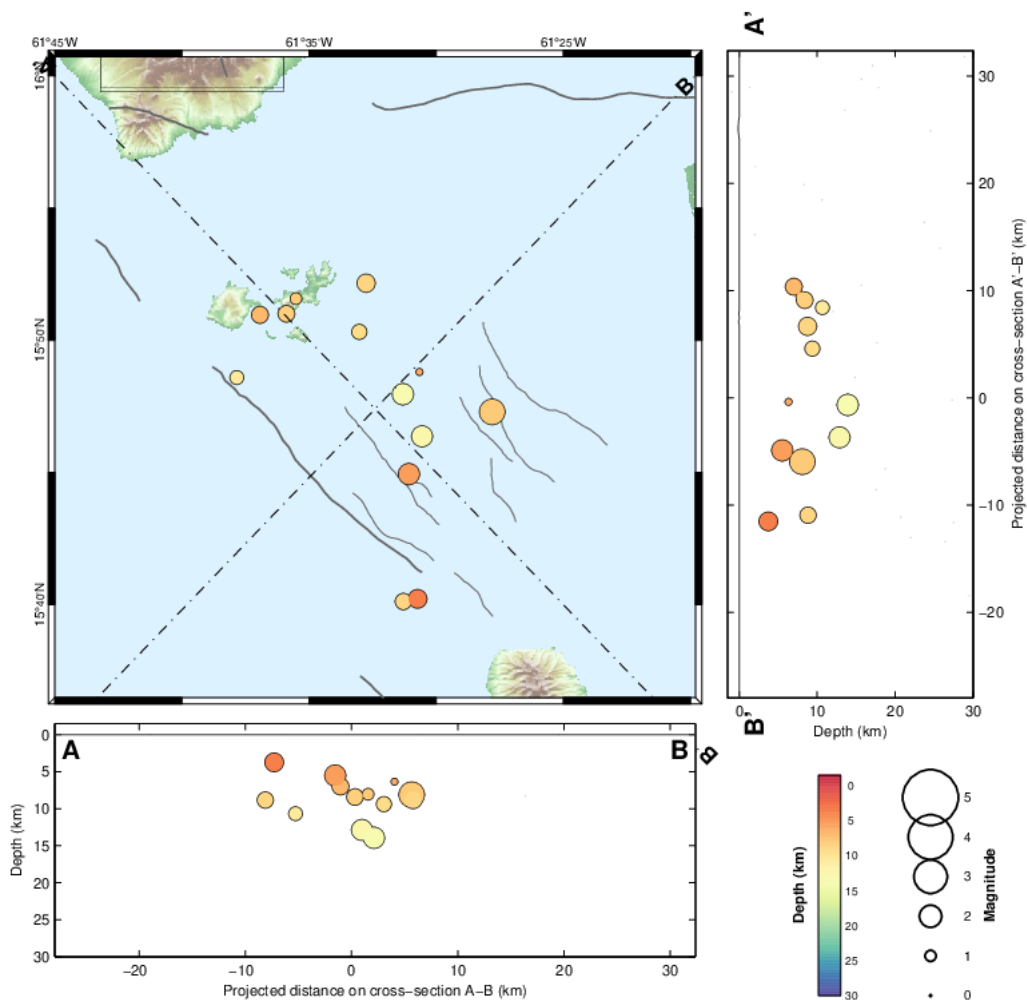 61°45'W 61°35'W 61°25'W
B
15°50'N
15°40'N
A'
30
20
10
0
−10
−20
Projected distance on cross−section A'−B' (km)
B'
0 10 20 30
Depth (km)
A B
B
0
5
10
15
20
25
30
Depth (km)
−20 −10 0 10 20 30
Projected distance on cross−section A−B (km)
Depth (km)
0
5
10
15
20
25
30
5
4
3
2
1
0
Magnitude